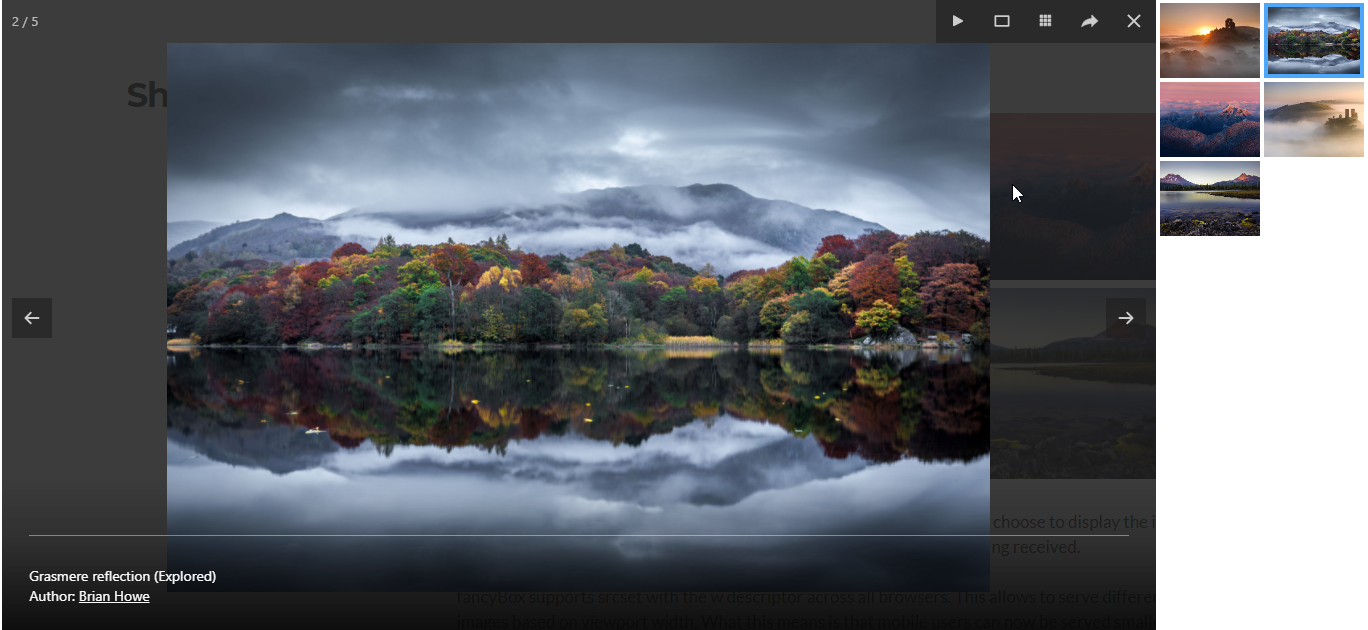 2 / 5
Sh
choose to display the i
ng received.
Grasmere reflection (Explored)
Author: Brian Howe
fancyBox supports srcset with the w descriptor across all browsers. This allows to serve differe
images based on viewport width. What this means is that mobile users can now be served small